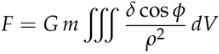 F = G m ∭ (δ cos ϕ / ρ²) dV